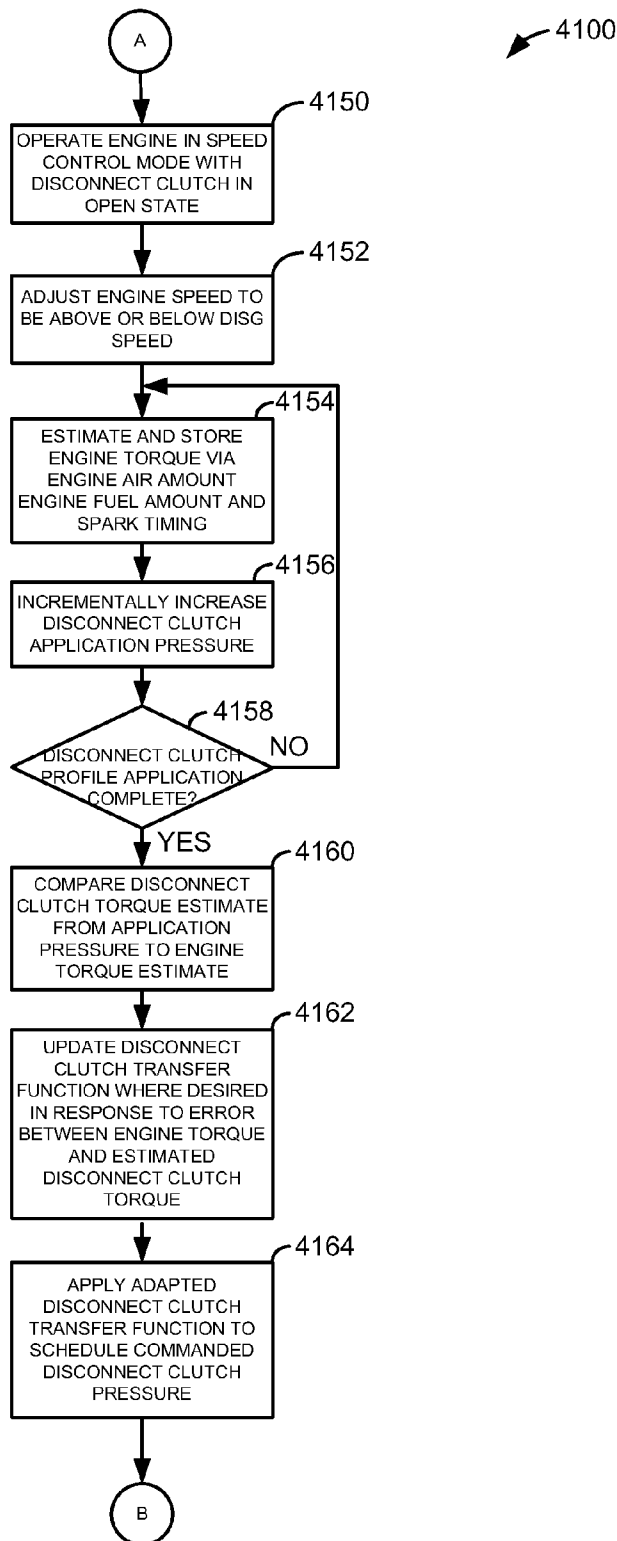 A
4100
4150
OPERATE ENGINE IN SPEED
CONTROL MODE WITH
DISCONNECT CLUTCH IN
OPEN STATE
4152
ADJUST ENGINE SPEED TO
BE ABOVE OR BELOW DISG
SPEED
4154
ESTIMATE AND STORE
ENGINE TORQUE VIA
ENGINE AIR AMOUNT
ENGINE FUEL AMOUNT AND
SPARK TIMING
4156
INCREMENTALLY INCREASE
DISCONNECT CLUTCH
APPLICATION PRESSURE
4158
DISCONNECT CLUTCH
PROFILE APPLICATION
COMPLETE?
NO
YES
4160
COMPARE DISCONNECT
CLUTCH TORQUE ESTIMATE
FROM APPLICATION
PRESSURE TO ENGINE
TORQUE ESTIMATE
4162
UPDATE DISCONNECT
CLUTCH TRANSFER
FUNCTION WHERE DESIRED
IN RESPONSE TO ERROR
BETWEEN ENGINE TORQUE
AND ESTIMATED
DISCONNECT CLUTCH
TORQUE
4164
APPLY ADAPTED
DISCONNECT CLUTCH
TRANSFER FUNCTION TO
SCHEDULE COMMANDED
DISCONNECT CLUTCH
PRESSURE
B